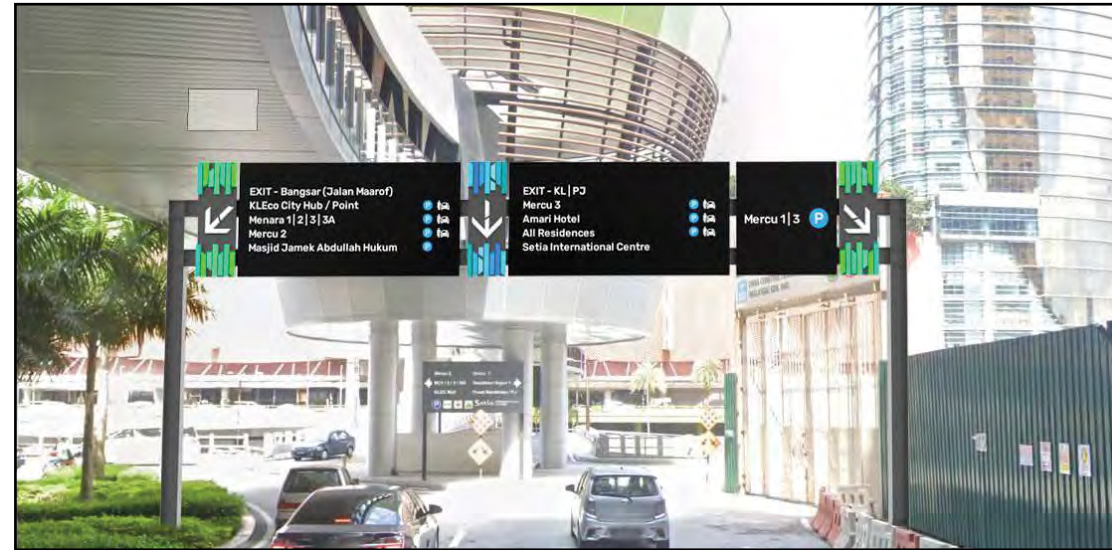 EXIT - Bangsar (Jalan Maarof)
KLEco City Hub / Point
Menara 1 | 2 | 3 | 3A
Mercu 2
Masjid Jamek Abdullah Hukum
EXIT - KL | PJ
Mercu 3
Amari Hotel
All Residences
Setia International Centre
Mercu 1 | 3 P